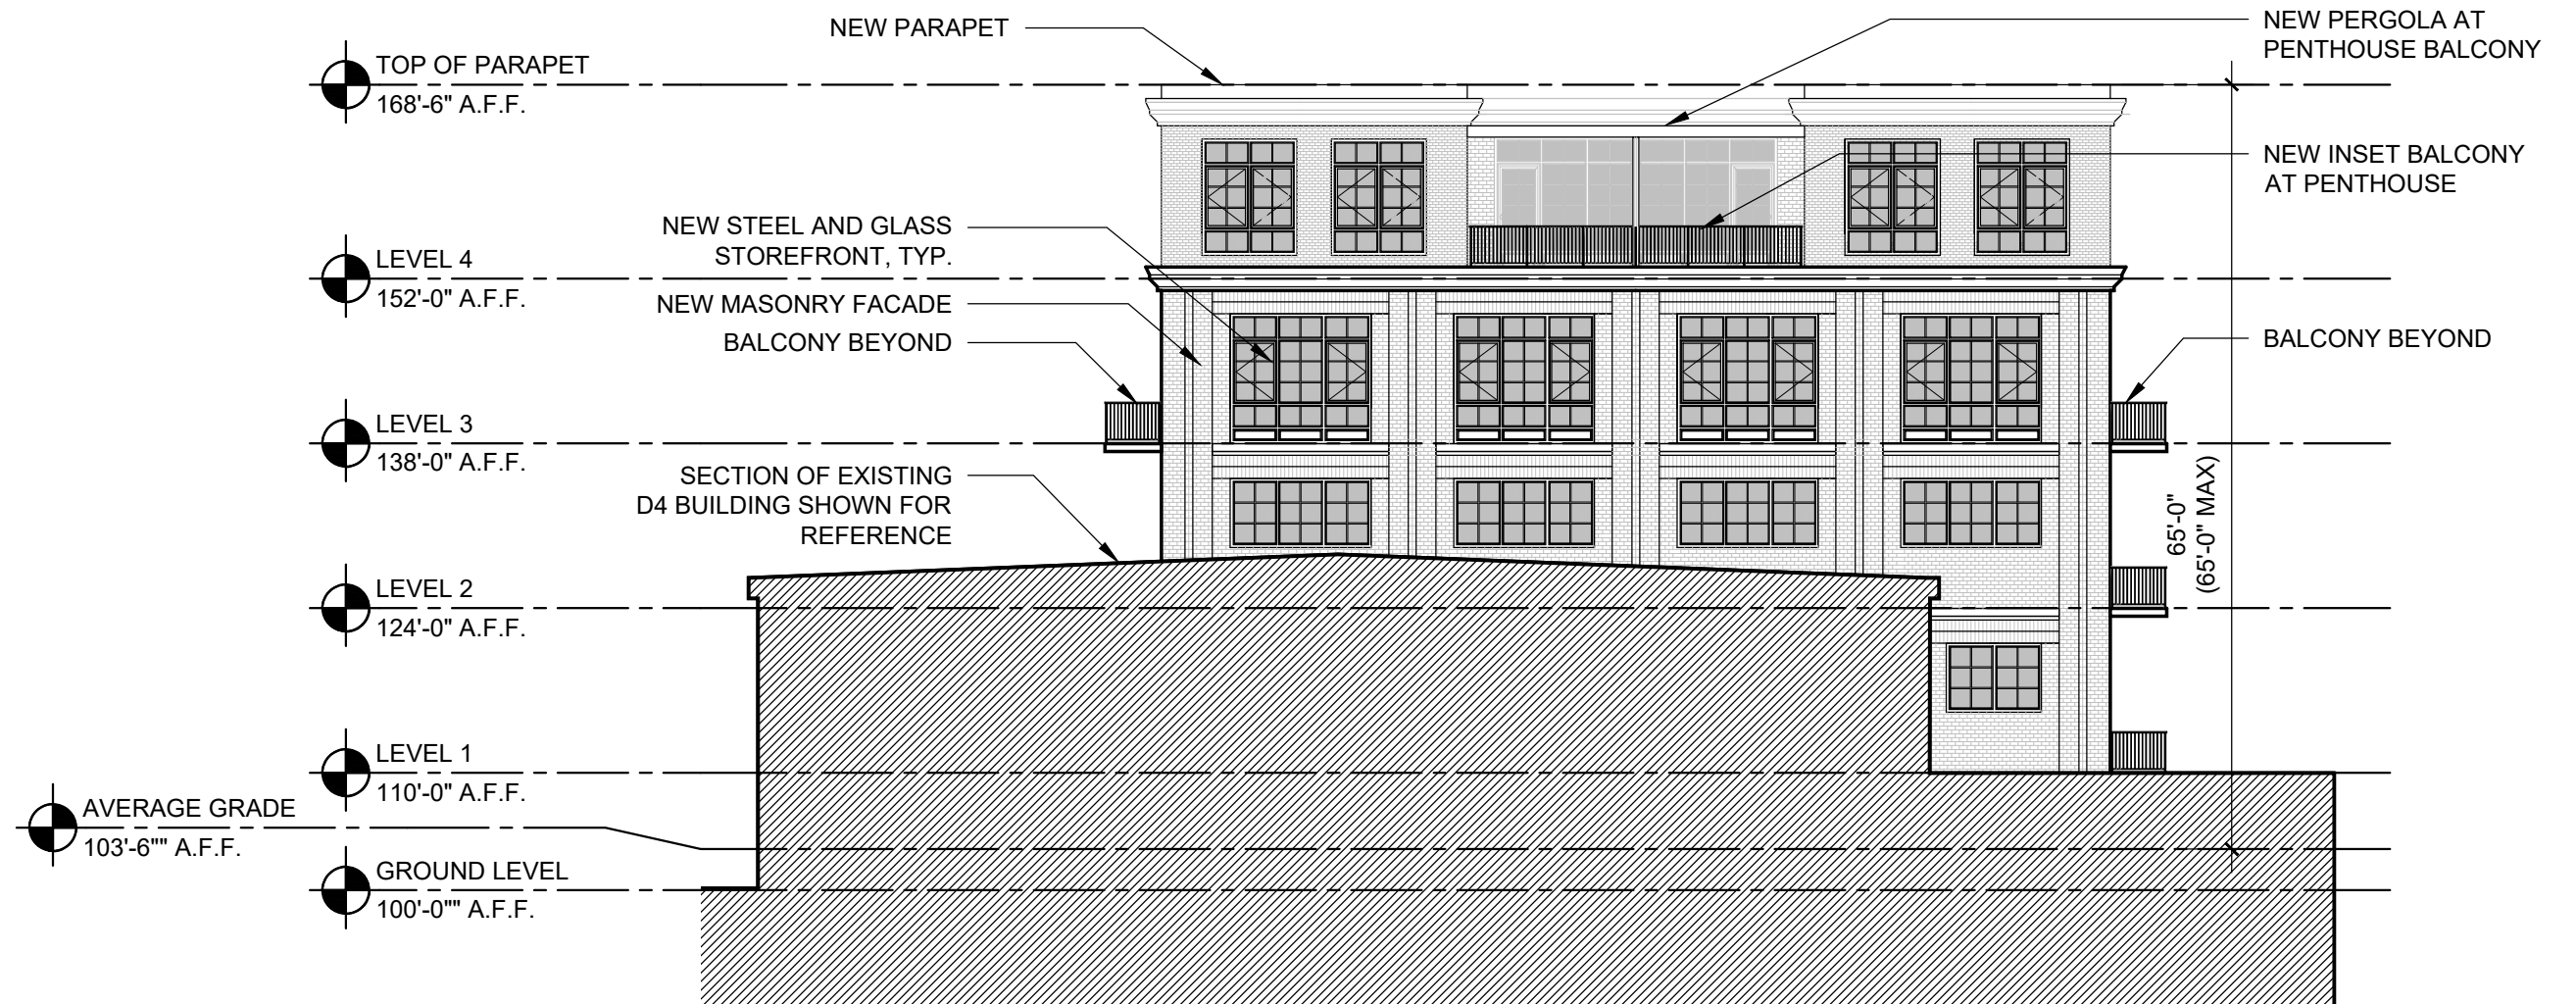 NEW PARAPET
NEW PERGOLA AT
PENTHOUSE BALCONY
TOP OF PARAPET
168'-6" A.F.F.
NEW INSET BALCONY
AT PENTHOUSE
NEW STEEL AND GLASS
STOREFRONT, TYP.
LEVEL 4
152'-0" A.F.F.
NEW MASONRY FACADE
BALCONY BEYOND
BALCONY BEYOND
LEVEL 3
138'-0" A.F.F.
SECTION OF EXISTING
D4 BUILDING SHOWN FOR
REFERENCE
65'-0"
(65'-0" MAX)
LEVEL 2
124'-0" A.F.F.
LEVEL 1
110'-0" A.F.F.
AVERAGE GRADE
103'-6"" A.F.F.
GROUND LEVEL
100'-0"" A.F.F.